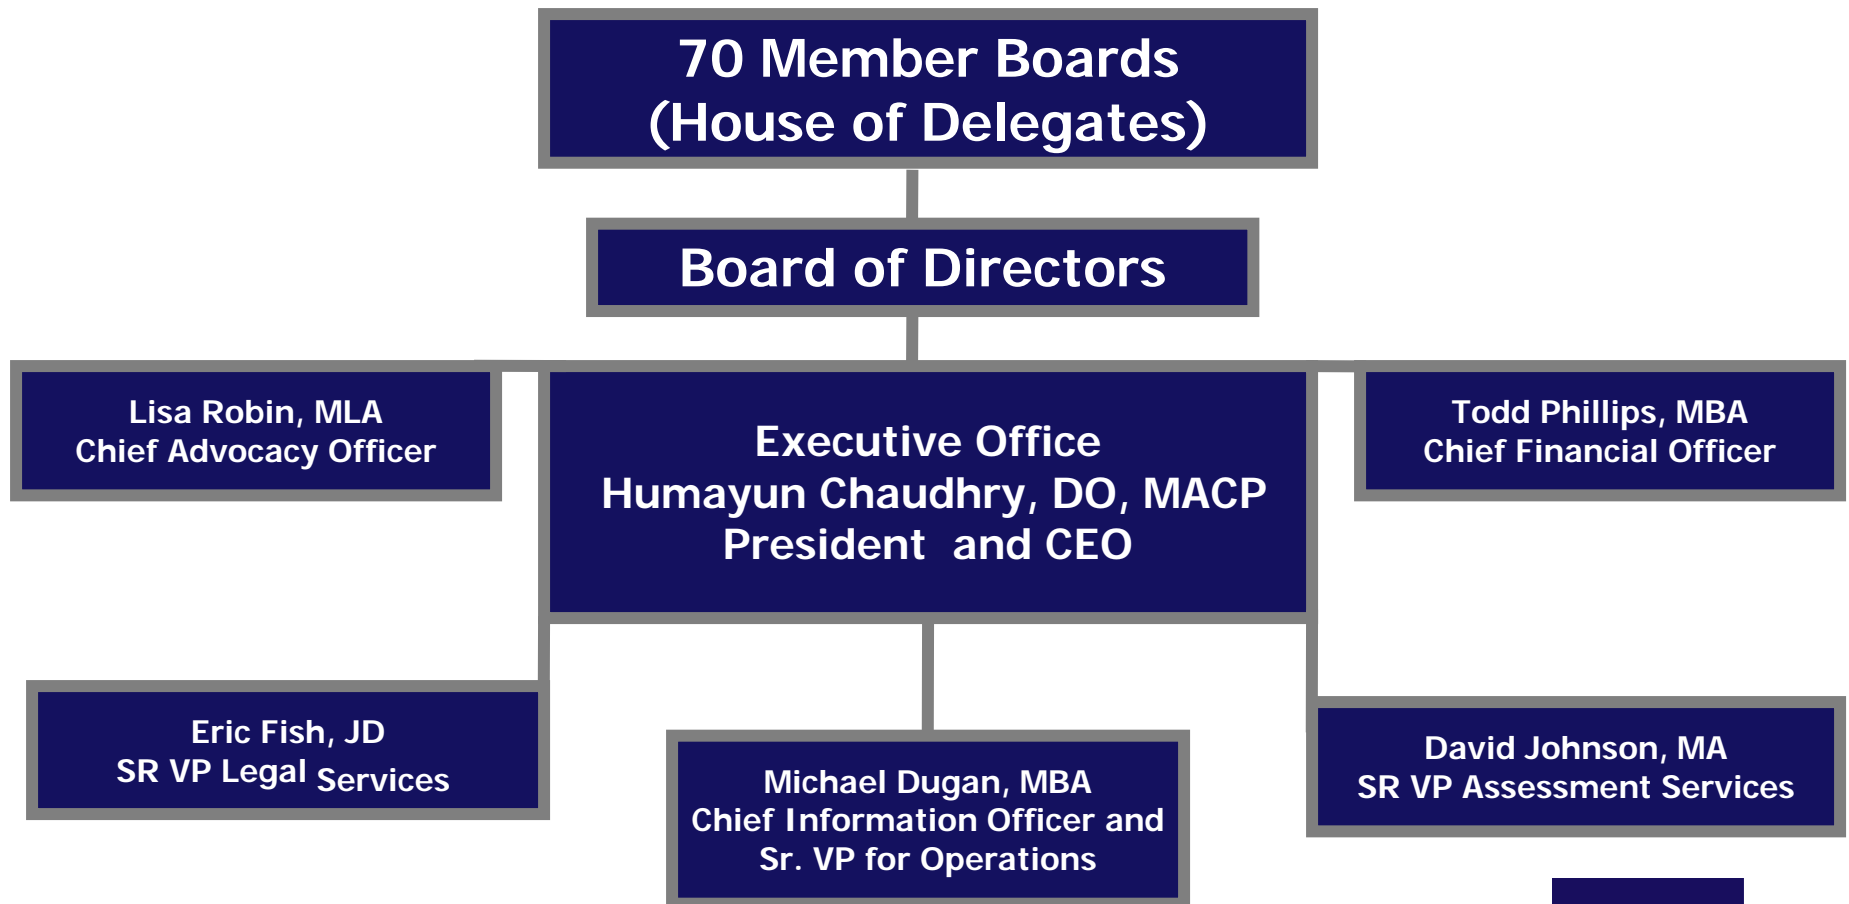 70 Member Boards
(House of Delegates)
Board of Directors
Lisa Robin, MLA
Chief Advocacy Officer
Executive Office
Humayun Chaudhry, DO, MACP
President and CEO
Todd Phillips, MBA
Chief Financial Officer
Eric Fish, JD
SR VP Legal Services
Michael Dugan, MBA
Chief Information Officer and
Sr. VP for Operations
David Johnson, MA
SR VP Assessment Services